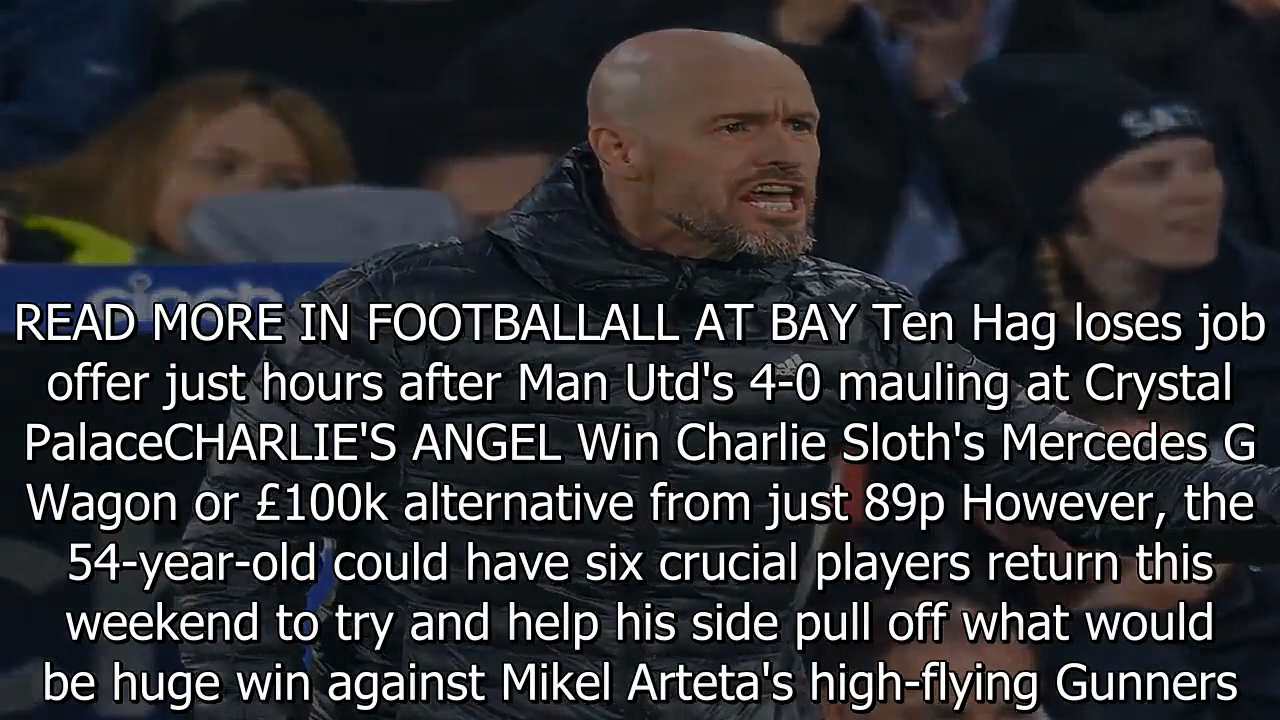 READ MORE IN FOOTBALLALL AT BAY Ten Hag loses job
offer just hours after Man Utd's 4-0 mauling at Crystal
PalaceCHARLIE'S ANGEL Win Charlie Sloth's Mercedes G
Wagon or £100k alternative from just 89p However, the
54-year-old could have six crucial players return this
weekend to try and help his side pull off what would
be huge win against Mikel Arteta's high-flying Gunners